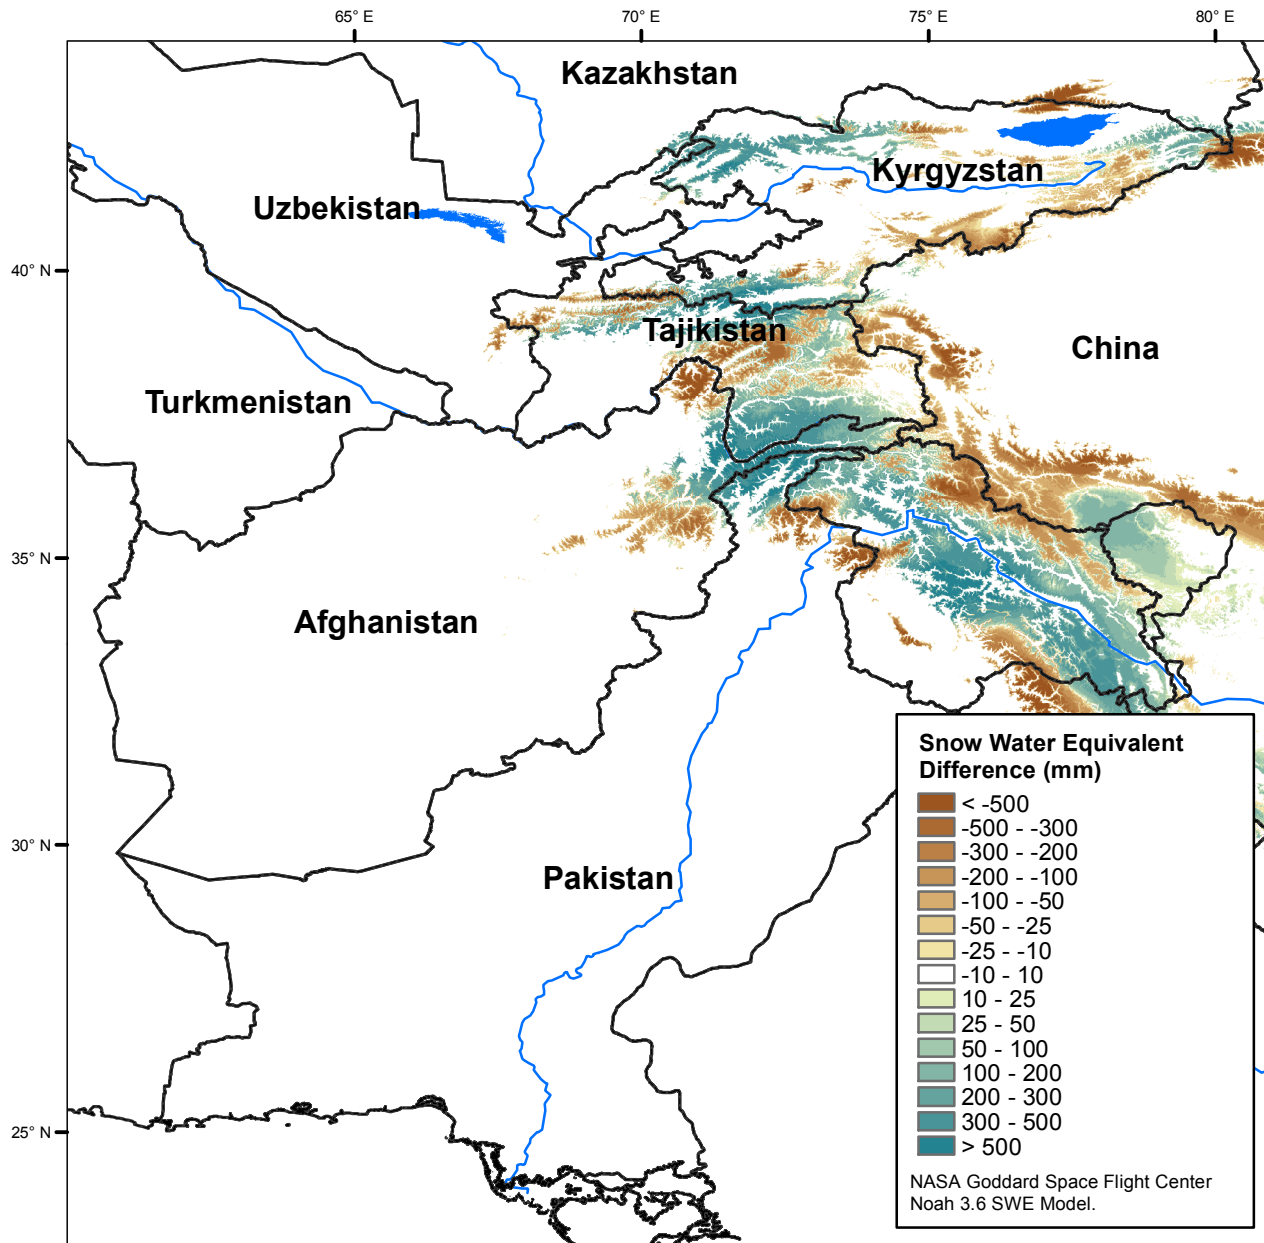 65° E
70° E
75° E
80° E
Kazakhstan
Kyrgyzstan
Uzbekistan
40° N
Tajikistan
China
Turkmenistan
35° N
Afghanistan
Snow Water Equivalent
Difference (mm)
< -500
-500 - -300
-300 - -200
-200 - -100
-100 - -50
-50 - -25
-25 - -10
-10 - 10
10 - 25
25 - 50
50 - 100
100 - 200
200 - 300
300 - 500
> 500
NASA Goddard Space Flight Center
Noah 3.6 SWE Model.
30° N
Pakistan
25° N